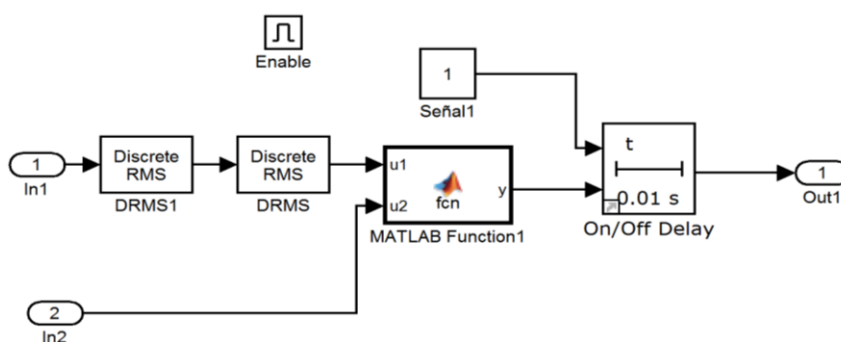 Enable
1
Señal1
1
In1
Discrete
RMS
DRMS1
Discrete
RMS
DRMS
u1
u2
fcn
y
MATLAB Function1
t
0.01 s
On/Off Delay
1
Out1
2
In2